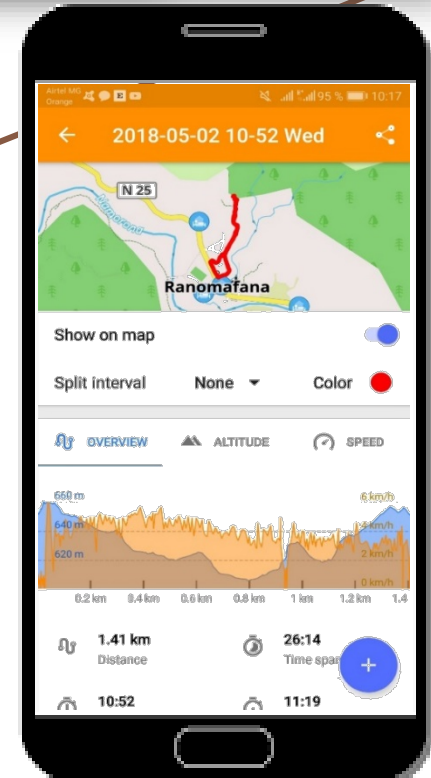 Airtel MG
Orange
95 % 10:17
2018-05-02 10-52 Wed
N 25
Ranomafana
Show on map
Split interval None Color
OVERVIEW ALTITUDE SPEED
660 m 6 km/h
640 m 4 km/h
620 m 2 km/h
0 km/h
0.2 km 0.4 km 0.6 km 0.8 km 1 km 1.2 km 1.4
1.41 km 26:14
Distance Time span
10:52 11:19